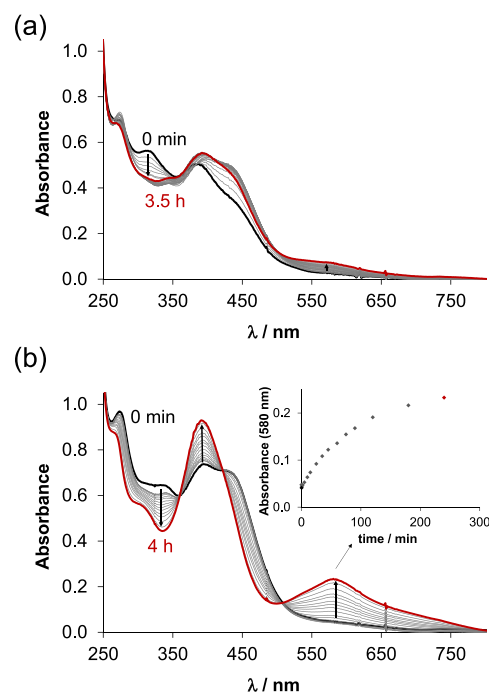 (a)
1.0
0.8
0.6
0.4
0.2
0.0
Absorbance
0 min
3.5 h
250 350 450 550 650 750
λ / nm
(b)
1.0
0.8
0.6
0.4
0.2
0.0
Absorbance
0 min
4 h
250 350 450 550 650 750
λ / nm
Absorbance (580 nm)
0.2
0.1
0.0
0 100 200 300
time / min